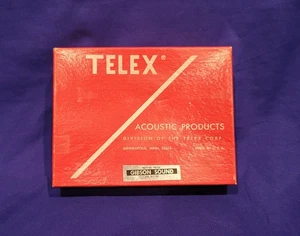 TELEX®
ACOUSTIC PRODUCTS
DIVISION OF THE TELEX CORP.
GIBSON SOUND